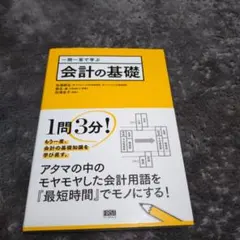 一問一答で学ぶ
会計の基礎
1問3分!
もう一度、
会計の基礎知識を
学び直す。
アタマの中の
モヤモヤした会計用語を
『最短時間』でモノにする!